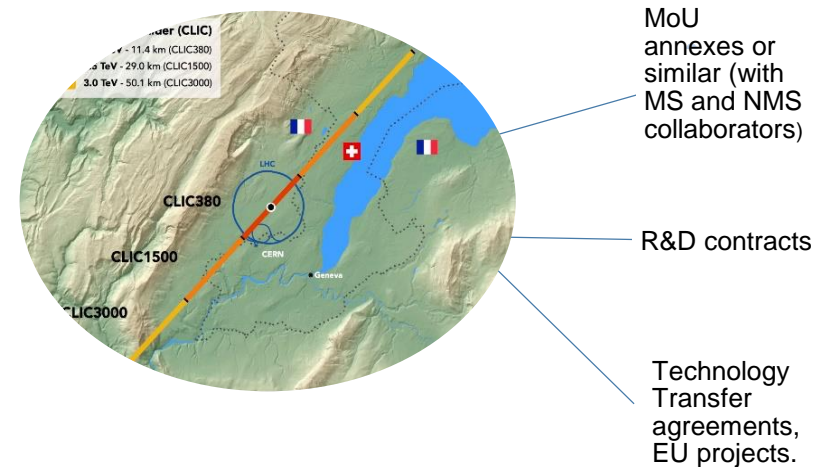 (CLIC)
- 11.4 km (CLIC380)
TeV - 29.0 km (CLIC1500)
3.0 TeV - 50.1 km (CLIC3000)
LHC
CLIC380
CLIC1500
CERN
Geneva
CLIC3000
MoU
annexes or
similar (with
MS and NMS
collaborators)
R&D contracts
Technology
Transfer
agreements,
EU projects.